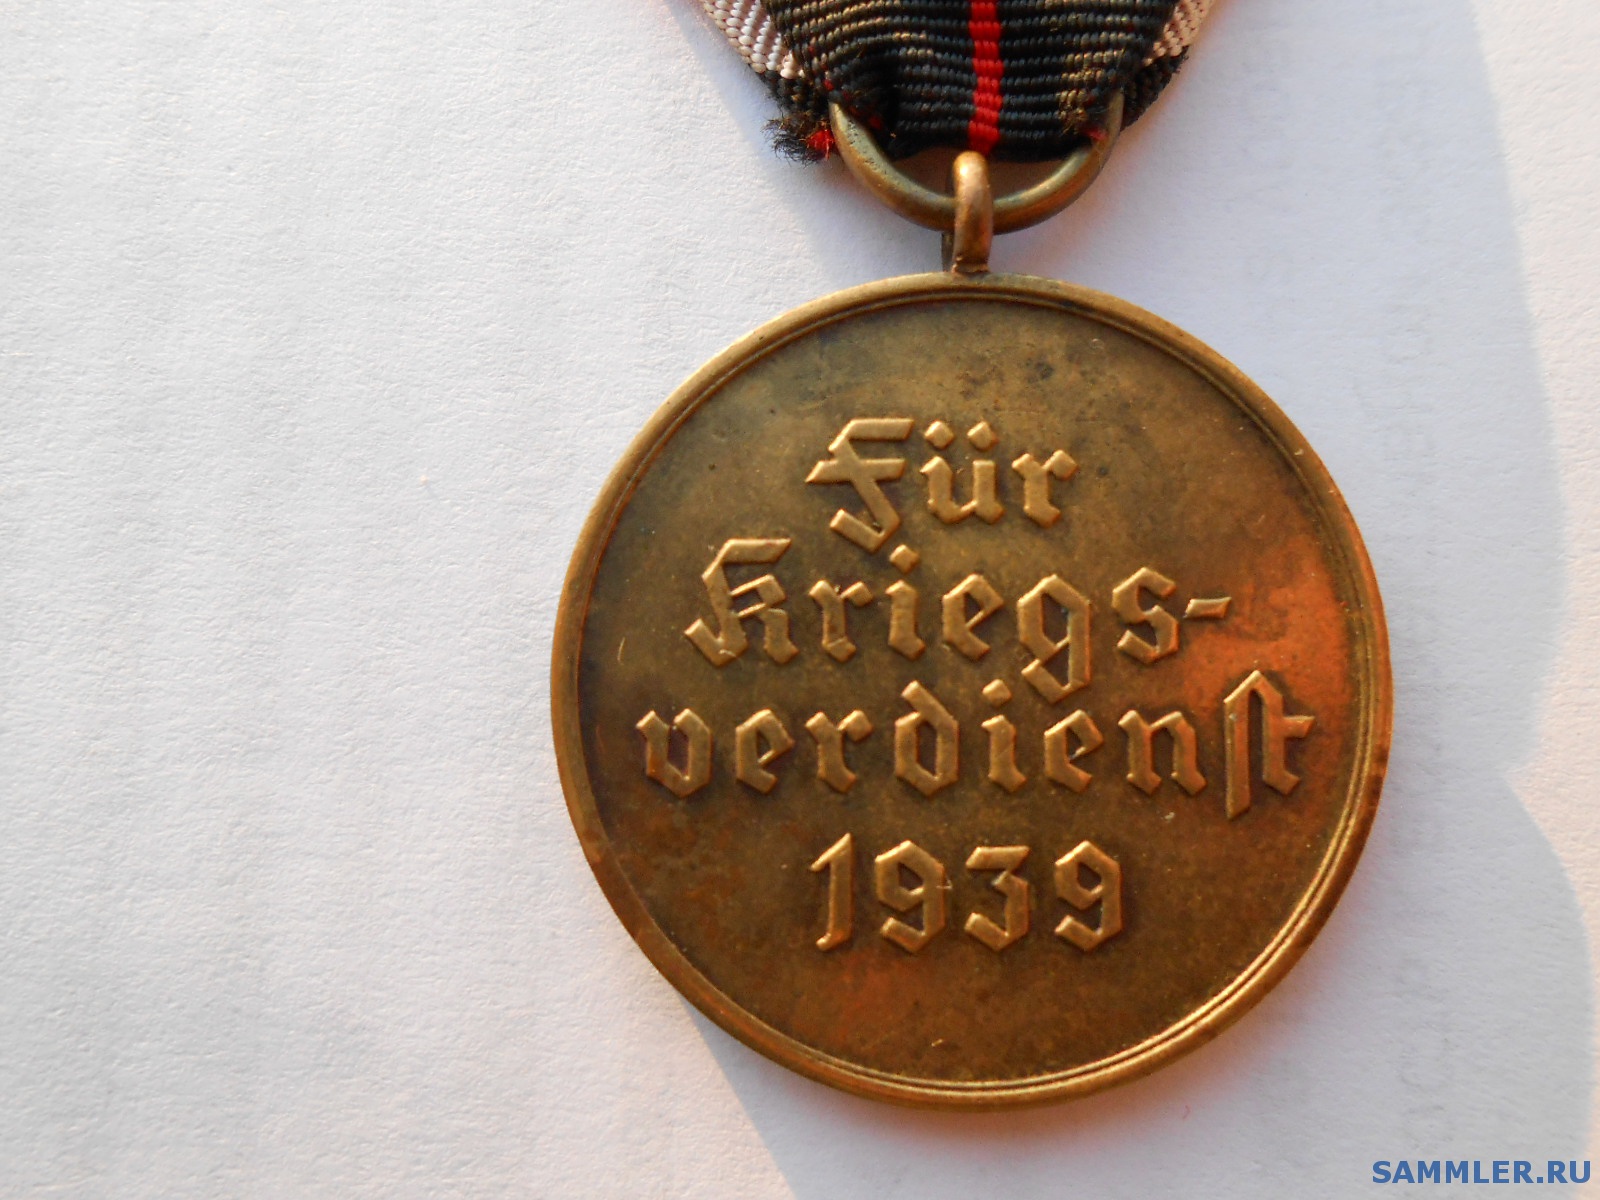 Für
Kriegs-
verdienst
1939
SAMMLER.RU